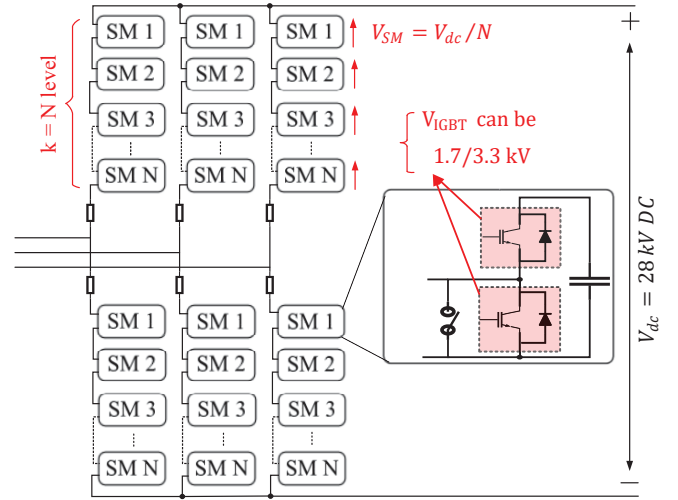 +
SM 1 SM 1 SM 1 V_SM = V_dc/N
SM 2 SM 2 SM 2
SM 3 SM 3 SM 3
SM N SM N SM N
k = N level
V_IGBT can be
1.7/3.3 kV
V_dc = 28 kV DC
SM 1 SM 1 SM 1
SM 2 SM 2 SM 2
SM 3 SM 3 SM 3
SM N SM N SM N
−